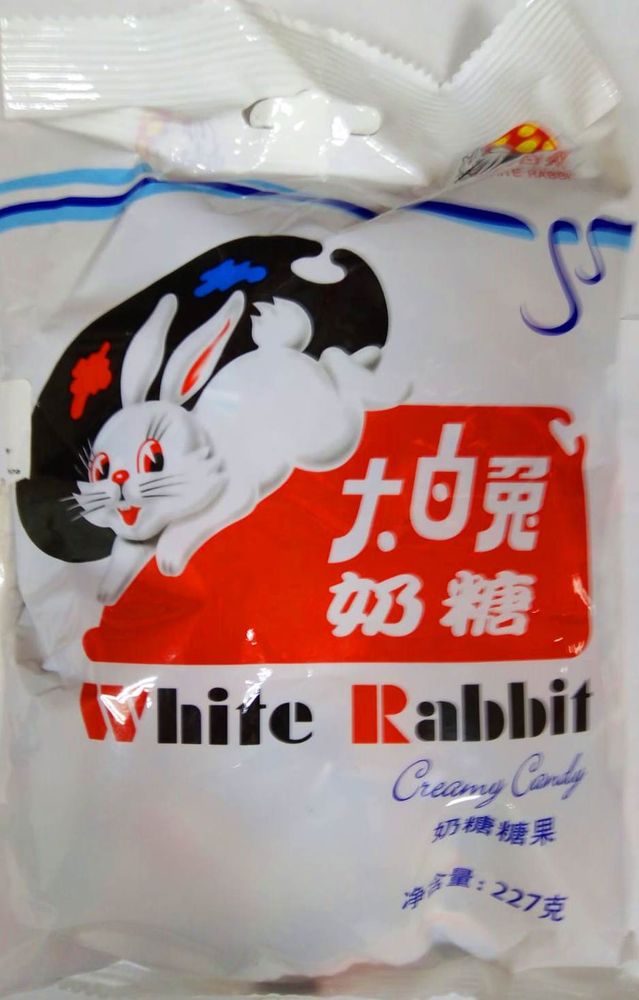 大白兔
奶糖
White Rabbit
Creamy Candy
奶糖糖果
净含量:227克